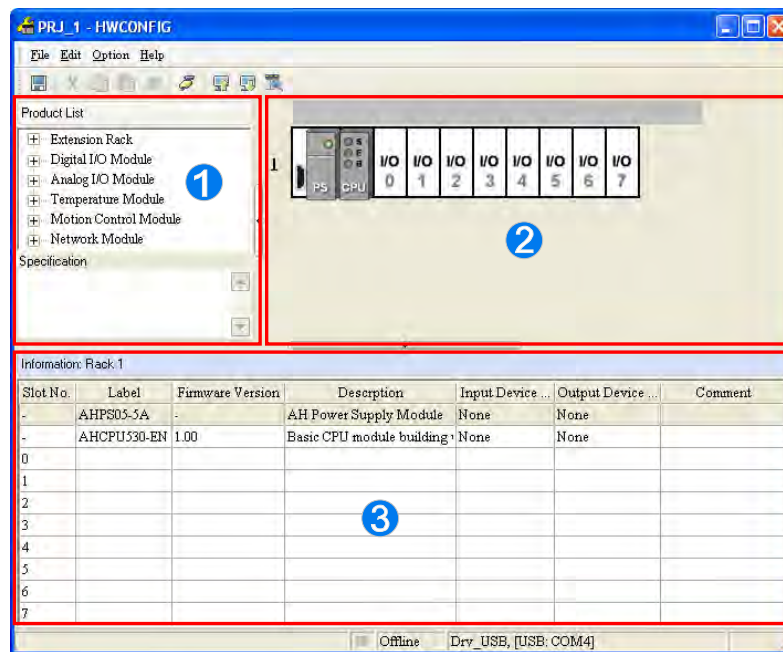 PRJ_1 - HWCONFIG
File Edit Option Help
Product List
Extension Rack
Digital I/O Module
Analog I/O Module
Temperature Module
Motion Control Module
Network Module
Specification
1
1
PS CPU I/O 0 I/O 1 I/O 2 I/O 3 I/O 4 I/O 5 I/O 6 I/O 7
S
E
B
2
Information: Rack 1
Slot No. Label Firmware Version Descrption Input Device ... Output Device ... Comment
- AHPS05-5A - AH Power Supply Module None None
- AHCPU530-EN 1.00 Basic CPU module building None None
0
1
2
3
4
5
6
7
3
Offline Drv_USB, [USB: COM4]